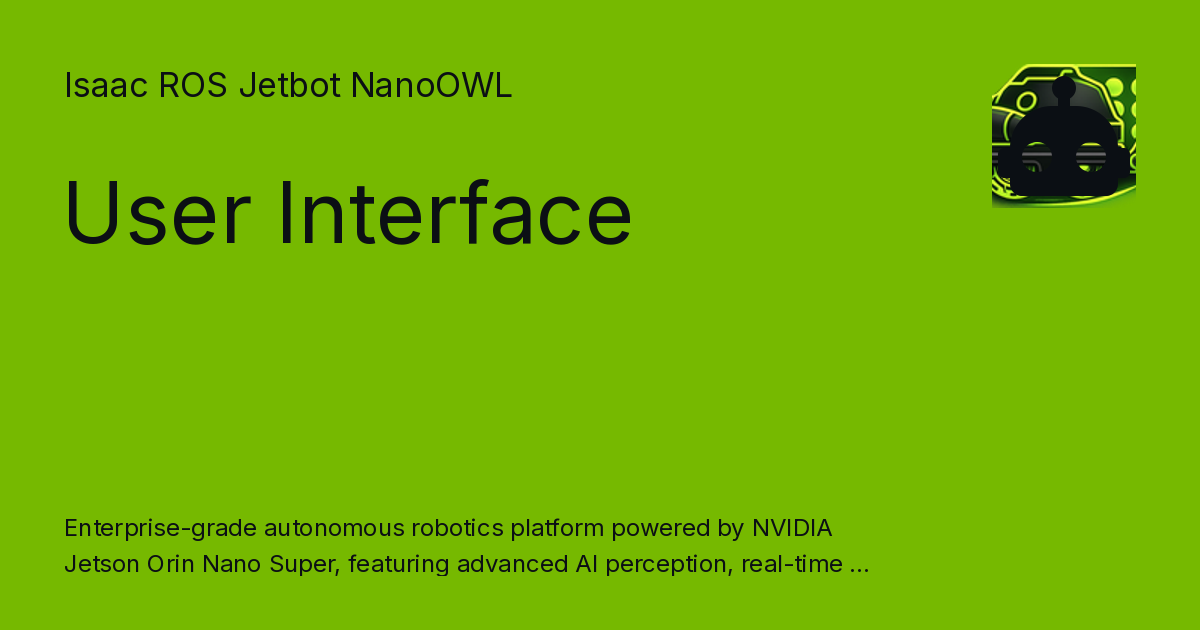 Isaac ROS Jetbot NanoOWL
User Interface
Enterprise-grade autonomous robotics platform powered by NVIDIA
Jetson Orin Nano Super, featuring advanced AI perception, real-time ...